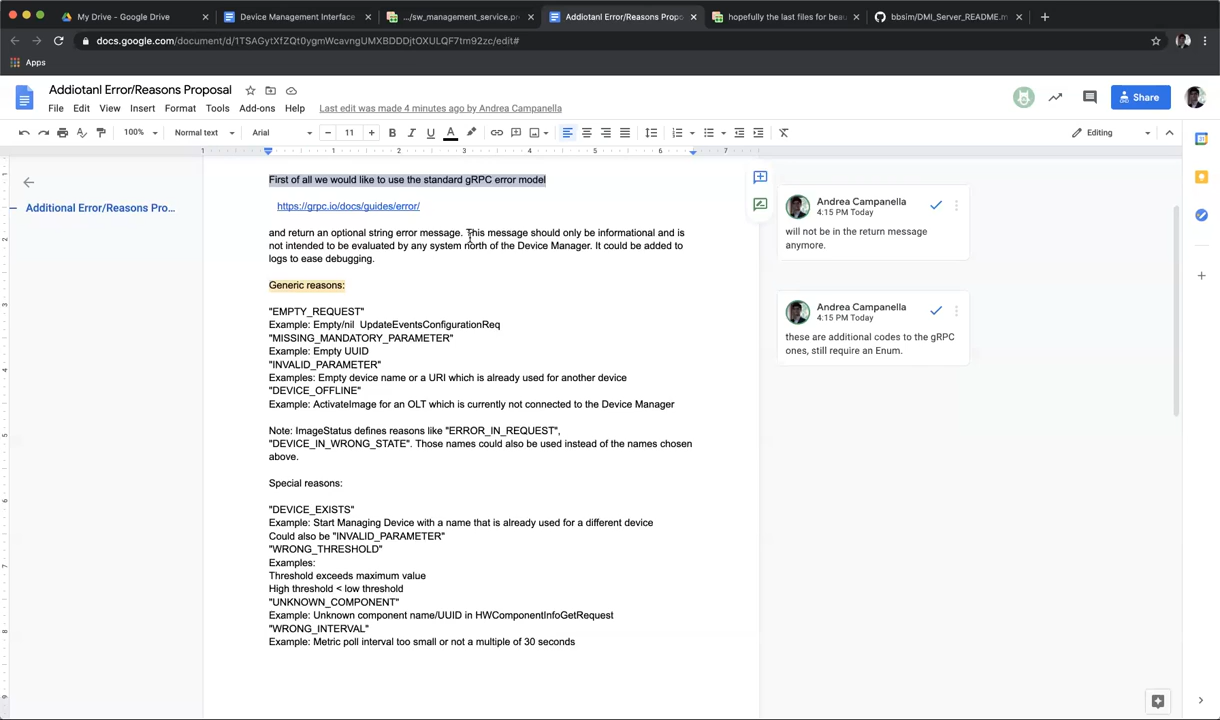 My Drive - Google Drive
Device Management Interface
.../sw_management_service.pr
Addiotanl Error/Reasons Propo
hopefully the last files for beau
bbsim/DMI_Server_README.m
docs.google.com/document/d/1TSAGytXfZQt0ygmWcavngUMXBDDDjtOXULQF7tm92zc/edit#
Apps
Addiotanl Error/Reasons Proposal
File Edit View Insert Format Tools Add-ons Help Last edit was made 4 minutes ago by Andrea Campanella
Share
100% Normal text Arial 11 B I U A Editing
1 1 2 3 4 5 6 7
Additional Error/Reasons Pro...
First of all we would like to use the standard gRPC error model
https://grpc.io/docs/guides/error/
and return an optional string error message. This message should only be informational and is
not intended to be evaluated by any system north of the Device Manager. It could be added to
logs to ease debugging.
Generic reasons:
"EMPTY_REQUEST"
Example: Empty/nil  UpdateEventsConfigurationReq
"MISSING_MANDATORY_PARAMETER"
Example: Empty UUID
"INVALID_PARAMETER"
Examples: Empty device name or a URI which is already used for another device
"DEVICE_OFFLINE"
Example: ActivateImage for an OLT which is currently not connected to the Device Manager
Note: ImageStatus defines reasons like "ERROR_IN_REQUEST",
"DEVICE_IN_WRONG_STATE". Those names could also be used instead of the names chosen
above.
Special reasons:
"DEVICE_EXISTS"
Example: Start Managing Device with a name that is already used for a different device
Could also be "INVALID_PARAMETER"
"WRONG_THRESHOLD"
Examples:
Threshold exceeds maximum value
High threshold < low threshold
"UNKNOWN_COMPONENT"
Example: Unknown component name/UUID in HWComponentInfoGetRequest
"WRONG_INTERVAL"
Example: Metric poll interval too small or not a multiple of 30 seconds
Andrea Campanella
4:15 PM Today
will not be in the return message
anymore.
Andrea Campanella
4:15 PM Today
these are additional codes to the gRPC
ones, still require an Enum.